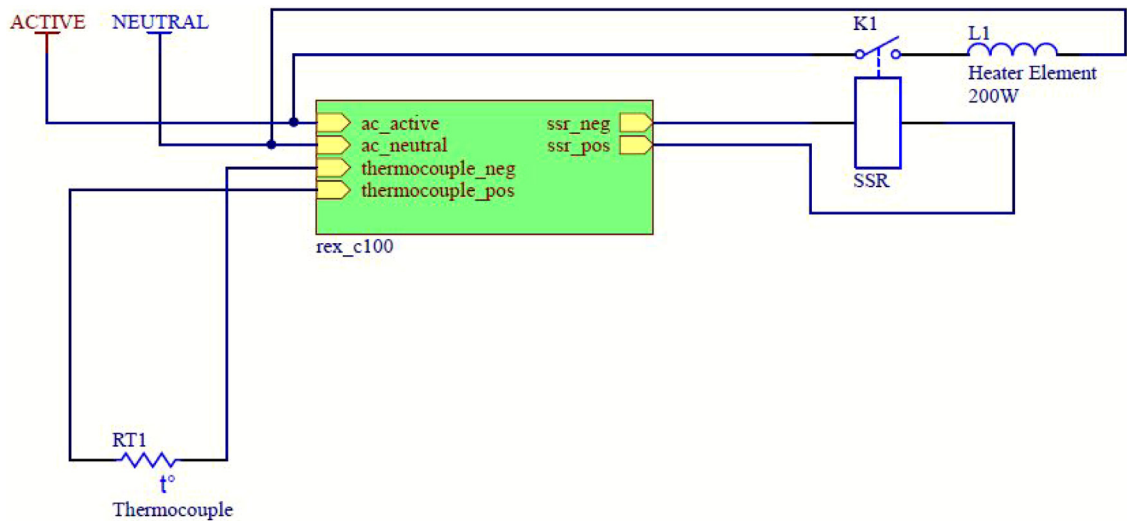 ACTIVE NEUTRAL
K1
L1
Heater Element
200W
ac_active ssr_neg
ac_neutral ssr_pos
thermocouple_neg
thermocouple_pos
SSR
rex_c100
RT1
t°
Thermocouple